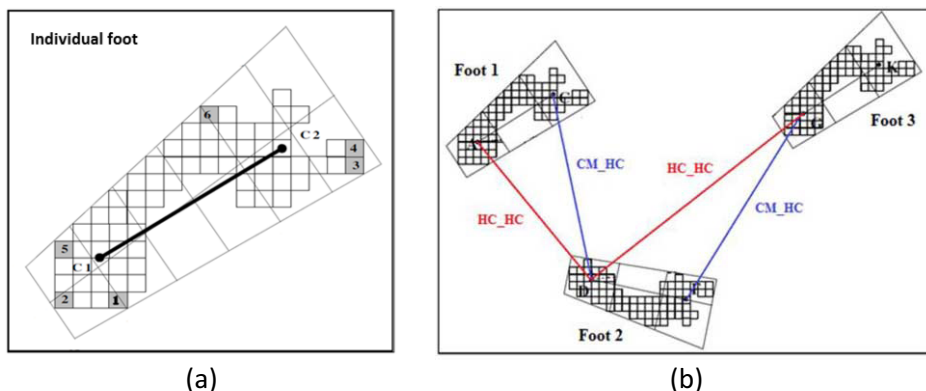 Individual foot
6
C 2
4
3
5
C 1
2
1
(a)
Foot 1
C
A
CM_HC
HC_HC
D
Foot 2
HC_HC
CM_HC
K
G
Foot 3
(b)